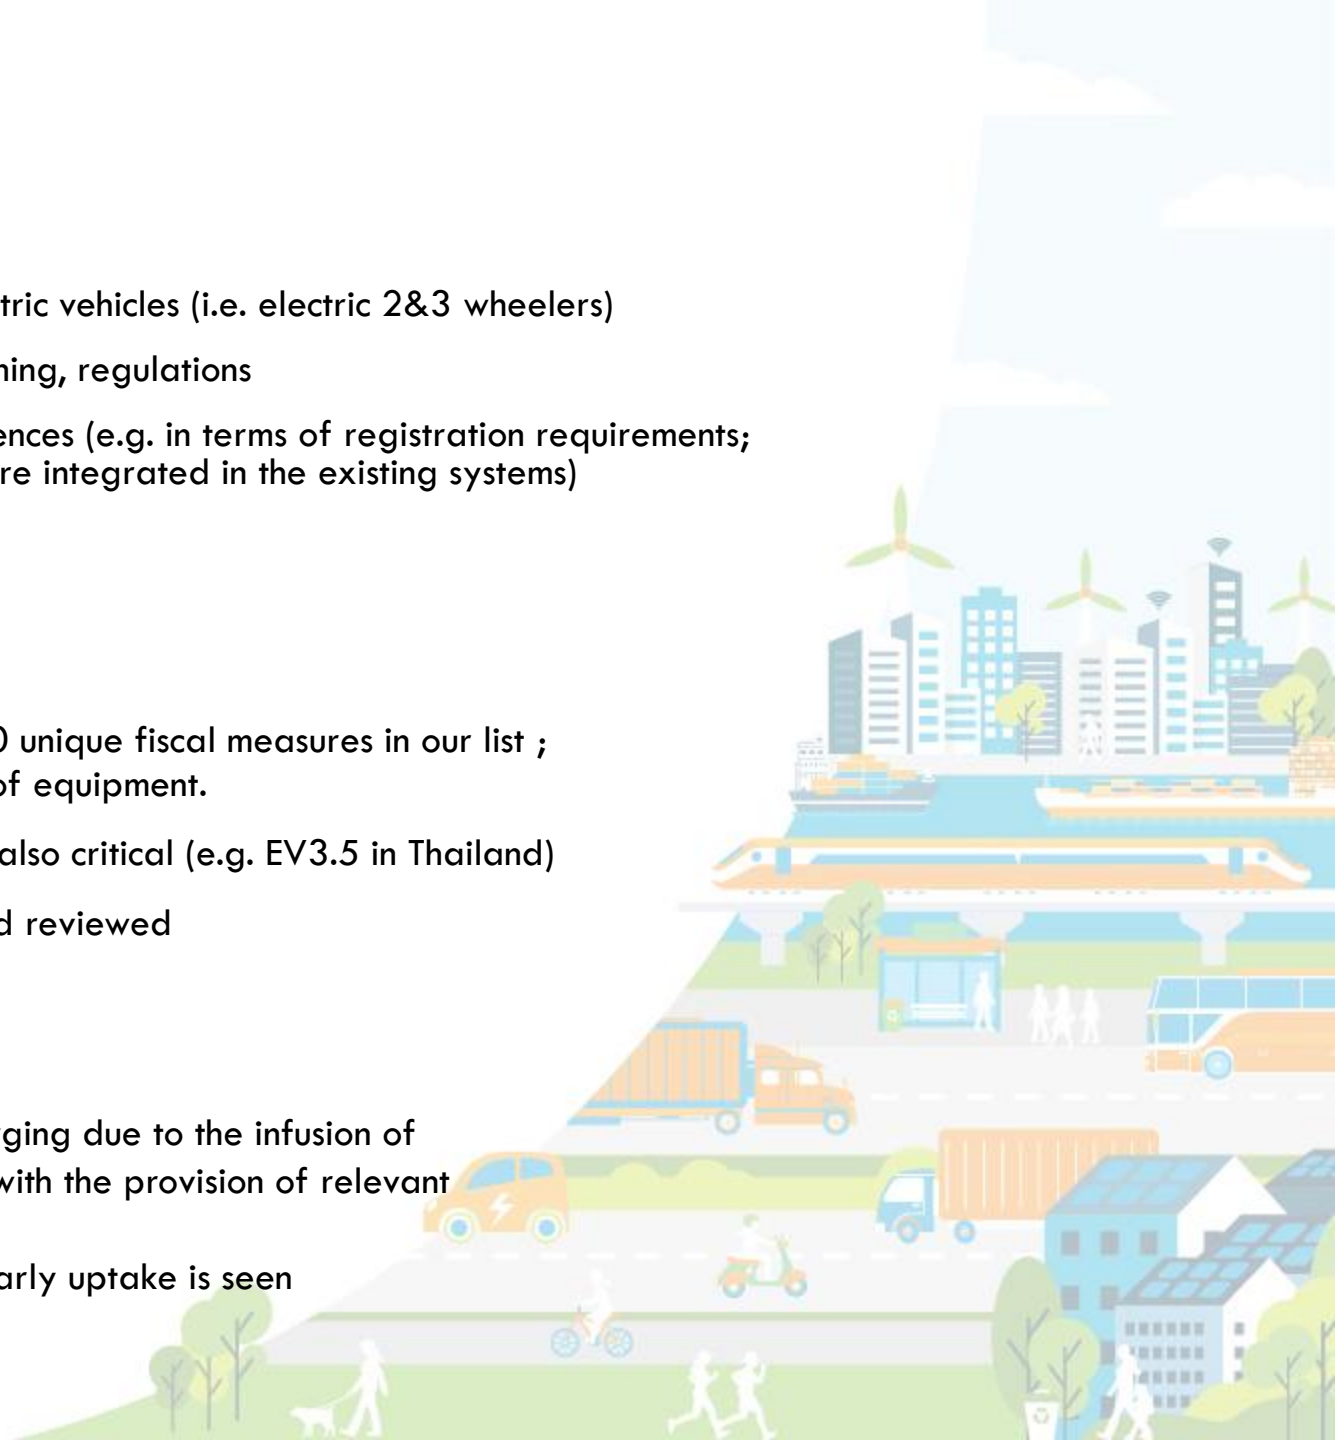 tric vehicles (i.e. electric 2&3 wheelers)
ning, regulations
ences (e.g. in terms of registration requirements;
re integrated in the existing systems)
0 unique fiscal measures in our list ;
of equipment.
also critical (e.g. EV3.5 in Thailand)
d reviewed
ging due to the infusion of
with the provision of relevant
arly uptake is seen